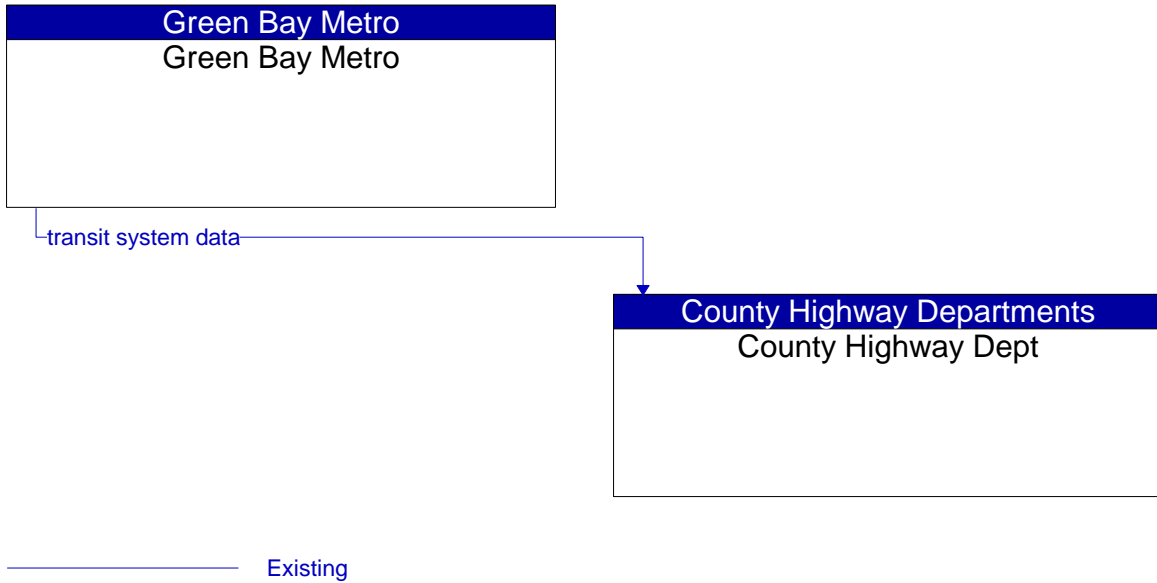 Green Bay Metro
Green Bay Metro
transit system data
County Highway Departments
County Highway Dept
Existing